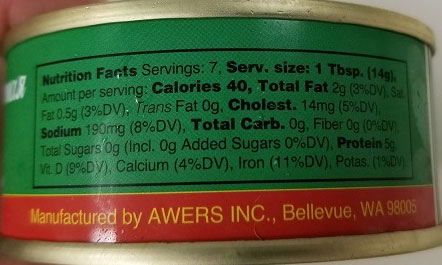 Nutrition Facts Servings: 7, Serv. size: 1 Tbsp. (14g),
Amount per serving: Calories 40, Total Fat 2g (3%DV), Sat.
Fat 0.5g (3%DV), Trans Fat 0g, Cholest. 14mg (5%DV),
Sodium 190mg (8%DV), Total Carb. 0g, Fiber 0g (0%DV),
Total Sugars 0g (Incl. 0g Added Sugars 0%DV), Protein 5g,
Vit. D (9%DV), Calcium (4%DV), Iron (11%DV), Potas. (1%DV).
Manufactured by AWERS INC., Bellevue, WA 98005